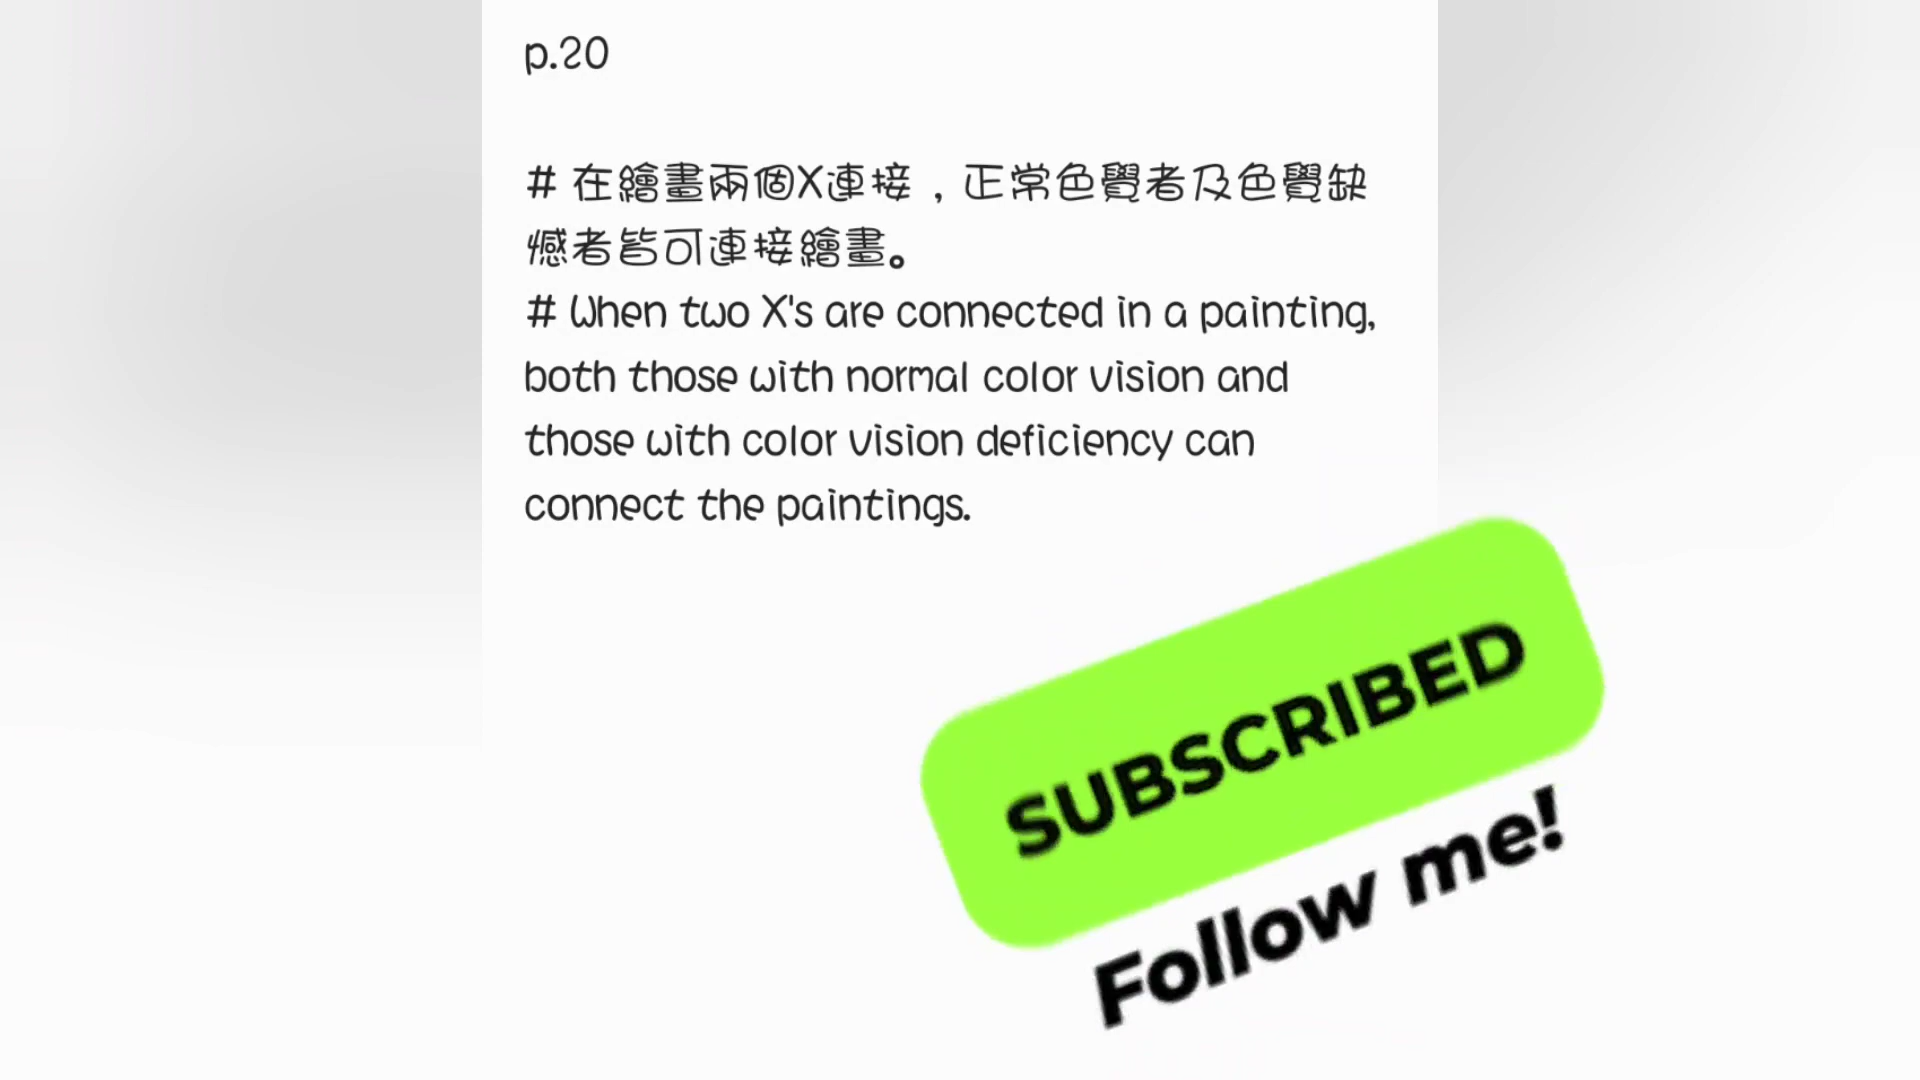 p.20
# 在繪畫兩個X連接，正常色覺者及色覺缺
憾者皆可連接繪畫。
# When two X's are connected in a painting,
both those with normal color vision and
those with color vision deficiency can
connect the paintings.
SUBSCRIBED
Follow me!